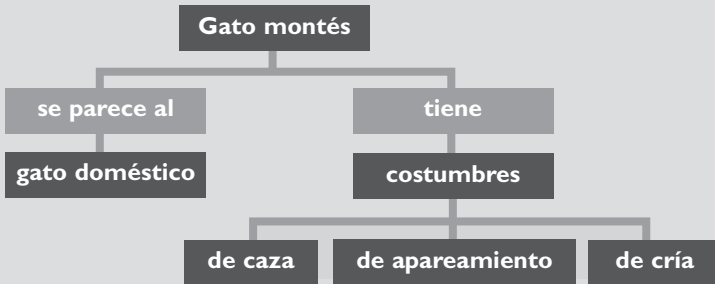 Gato montés
se parece al
tiene
gato doméstico
costumbres
de caza
de apareamiento
de cría